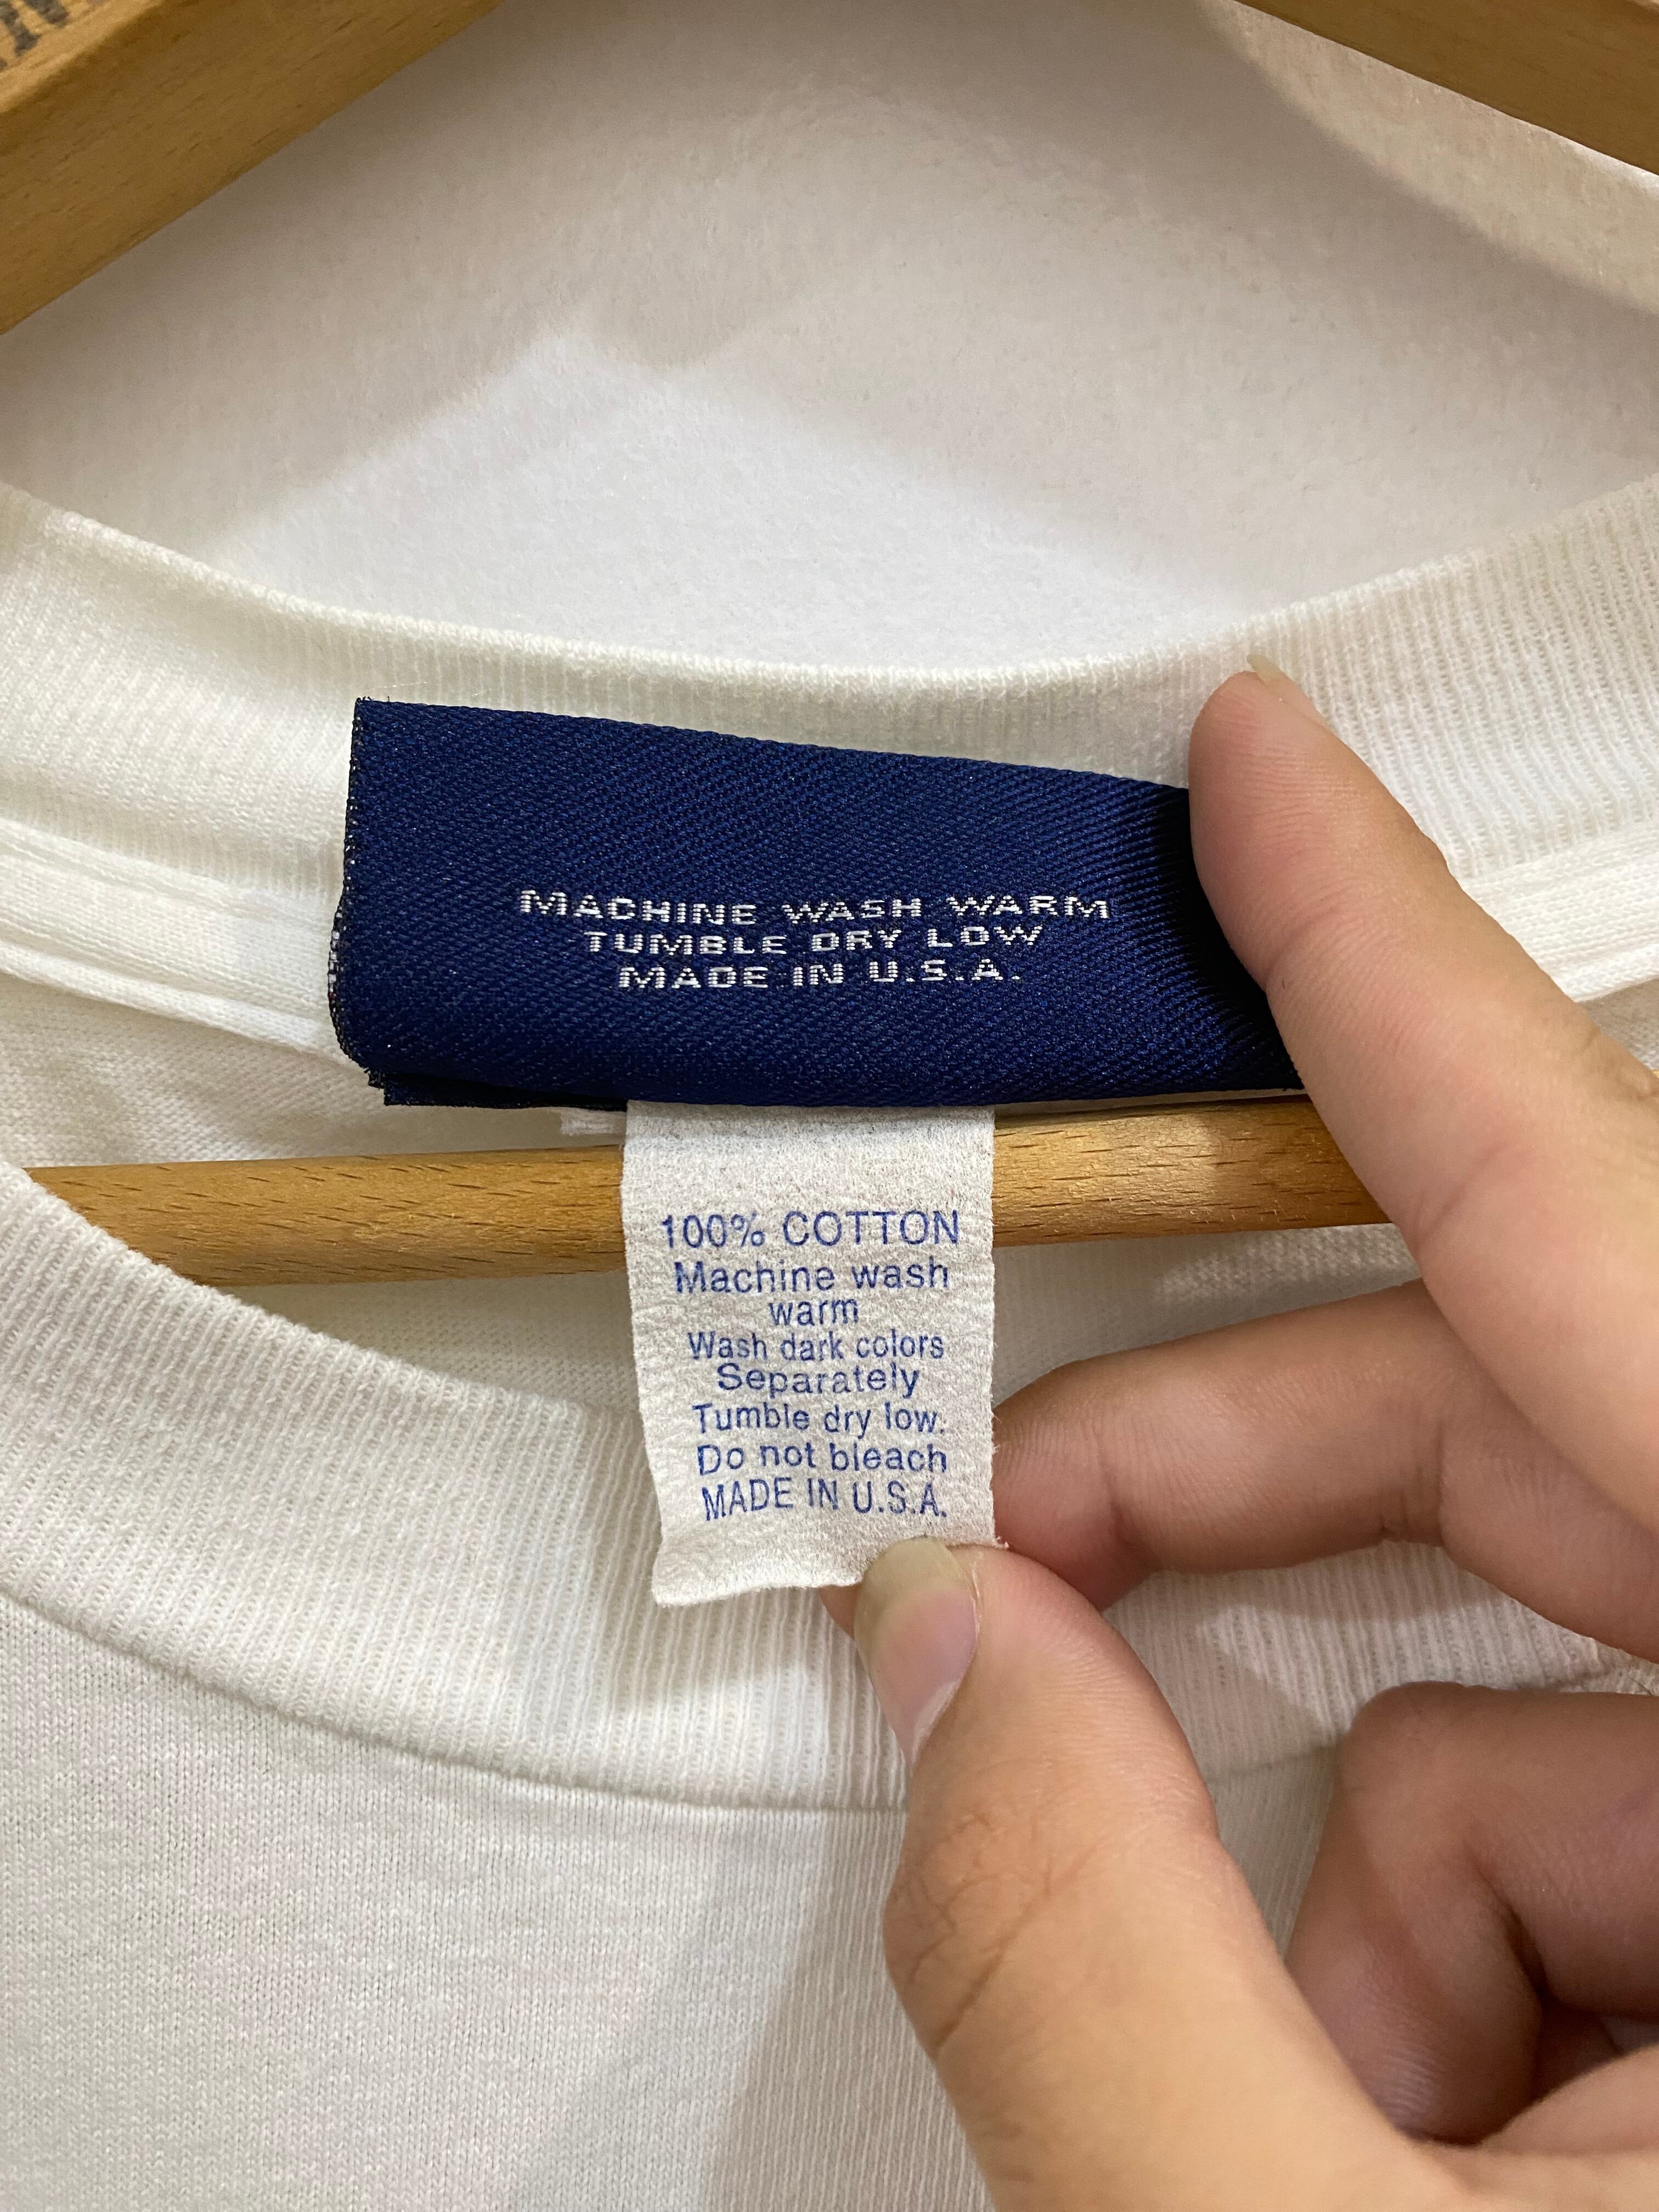 MACHINE WASH WARM
TUMBLE DRY LOW
MADE IN U.S.A.
100% COTTON
Machine wash
warm
Wash dark colors
Separately
Tumble dry low.
Do not bleach
MADE IN U.S.A.